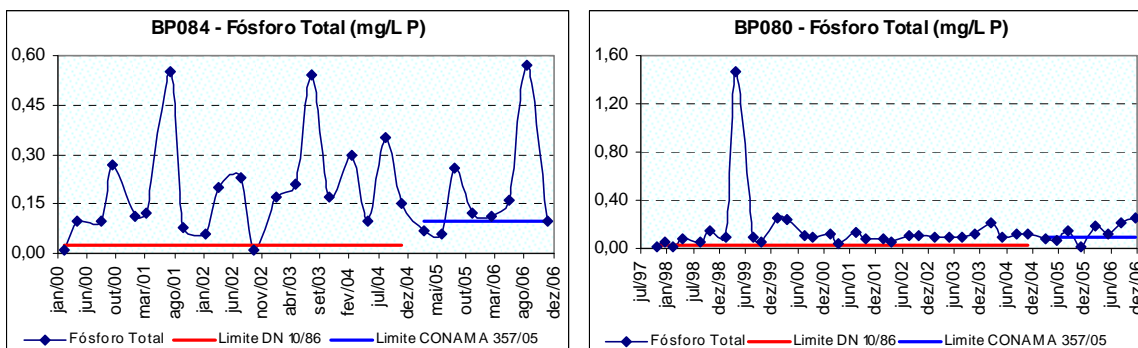 BP084 - Fósforo Total (mg/L P)
0,60
0,45
0,30
0,15
0,00
jan/00
jun/00
out/00
mar/01
ago/01
jan/02
jun/02
nov/02
abr/03
set/03
fev/04
jul/04
dez/04
mai/05
out/05
mar/06
ago/06
dez/06
Fósforo Total
Limite DN 10/86
Limite CONAMA 357/05
BP080 - Fósforo Total (mg/L P)
1,60
1,20
0,80
0,40
0,00
jul/97
jan/98
jun/98
dez/98
jun/99
dez/99
jun/00
dez/00
jun/01
dez/01
jun/02
dez/02
jun/03
dez/03
jun/04
dez/04
jun/05
dez/05
jun/06
dez/06
Fósforo Total
Limite DN 10/86
Limite CONAMA 357/05